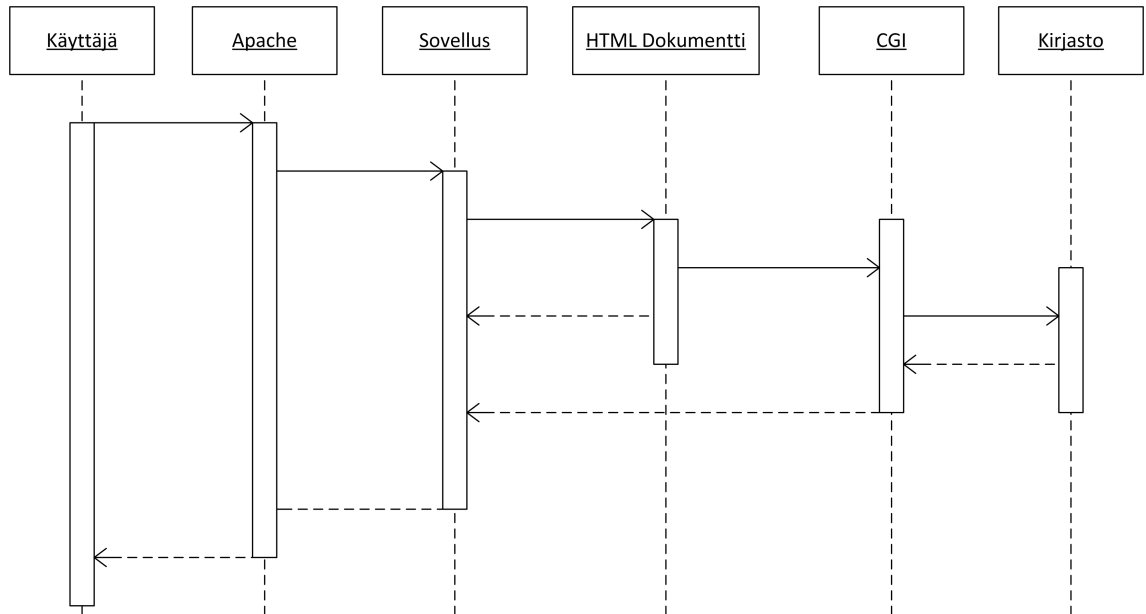 Käyttäjä
Apache
Sovellus
HTML Dokumentti
CGI
Kirjasto